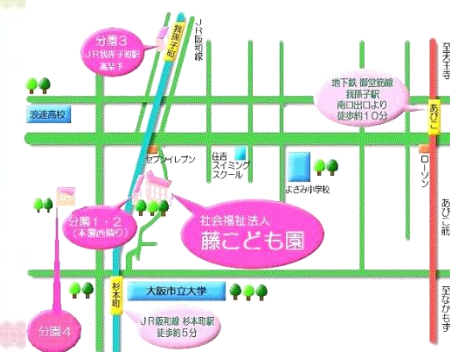 分園3
JR我孫子町駅
高架下
我孫子町
JR阪和線
至天王寺
地下鉄 御堂筋線
我孫子駅
南口出口より
徒歩約10分
あびこ
浪速高校
セブンイレブン
住吉
スイミング
スクール
よさみ小学校
ローソン
分園1・2
(本園西隣り)
社会福祉法人
藤こども園
あびこ筋
杉本町
大阪市立大学
至なかもず
分園4
JR阪和線 杉本町駅
徒歩約5分